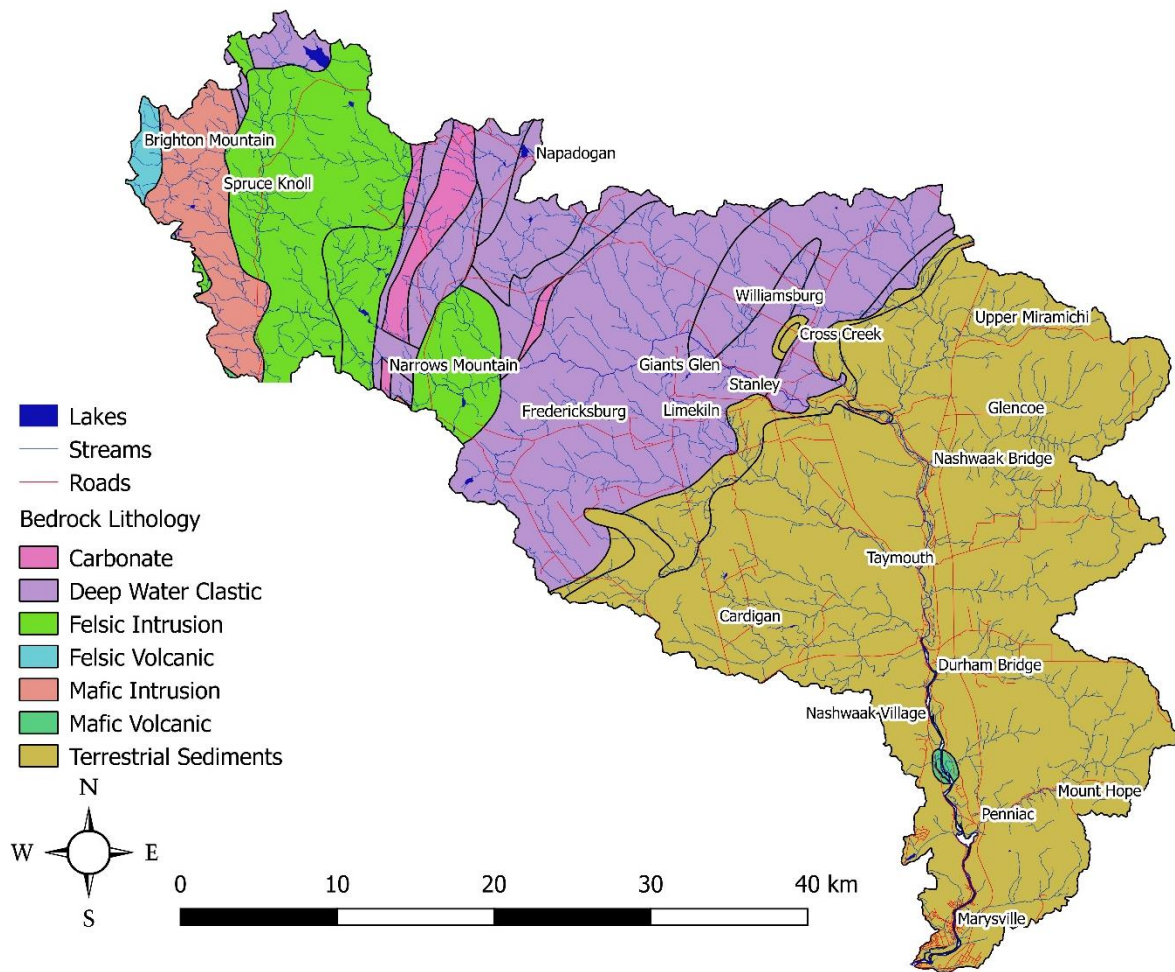 Brighton Mountain
Napadogan
Spruce Knoll
Williamsburg
Upper Miramichi
Cross Creek
Narrows Mountain
Giants Glen
Stanley
Fredericksburg
Limekiln
Glencoe
Nashwaak Bridge
Taymouth
Cardigan
Durham Bridge
Nashwaak Village
Mount Hope
Penniac
Marysville
Lakes
Streams
Roads
Bedrock Lithology
Carbonate
Deep Water Clastic
Felsic Intrusion
Felsic Volcanic
Mafic Intrusion
Mafic Volcanic
Terrestrial Sediments
N
W E
S
0 10 20 30 40 km